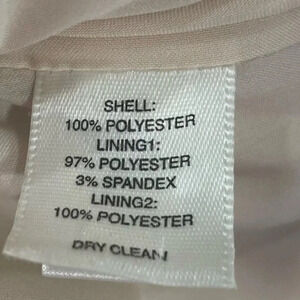 SHELL:
100% POLYESTER
LINING1:
97% POLYESTER
3% SPANDEX
LINING2:
100% POLYESTER
DRY CLEAN